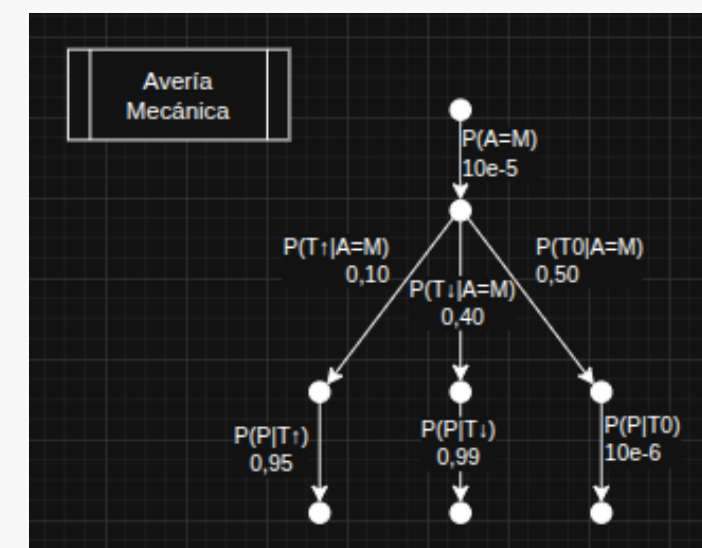 Avería
Mecánica
P(A=M)
10e-5
P(T↑|A=M)
0,10
P(T↓|A=M)
0,40
P(T0|A=M)
0,50
P(P|T↑)
0,95
P(P|T↓)
0,99
P(P|T0)
10e-6